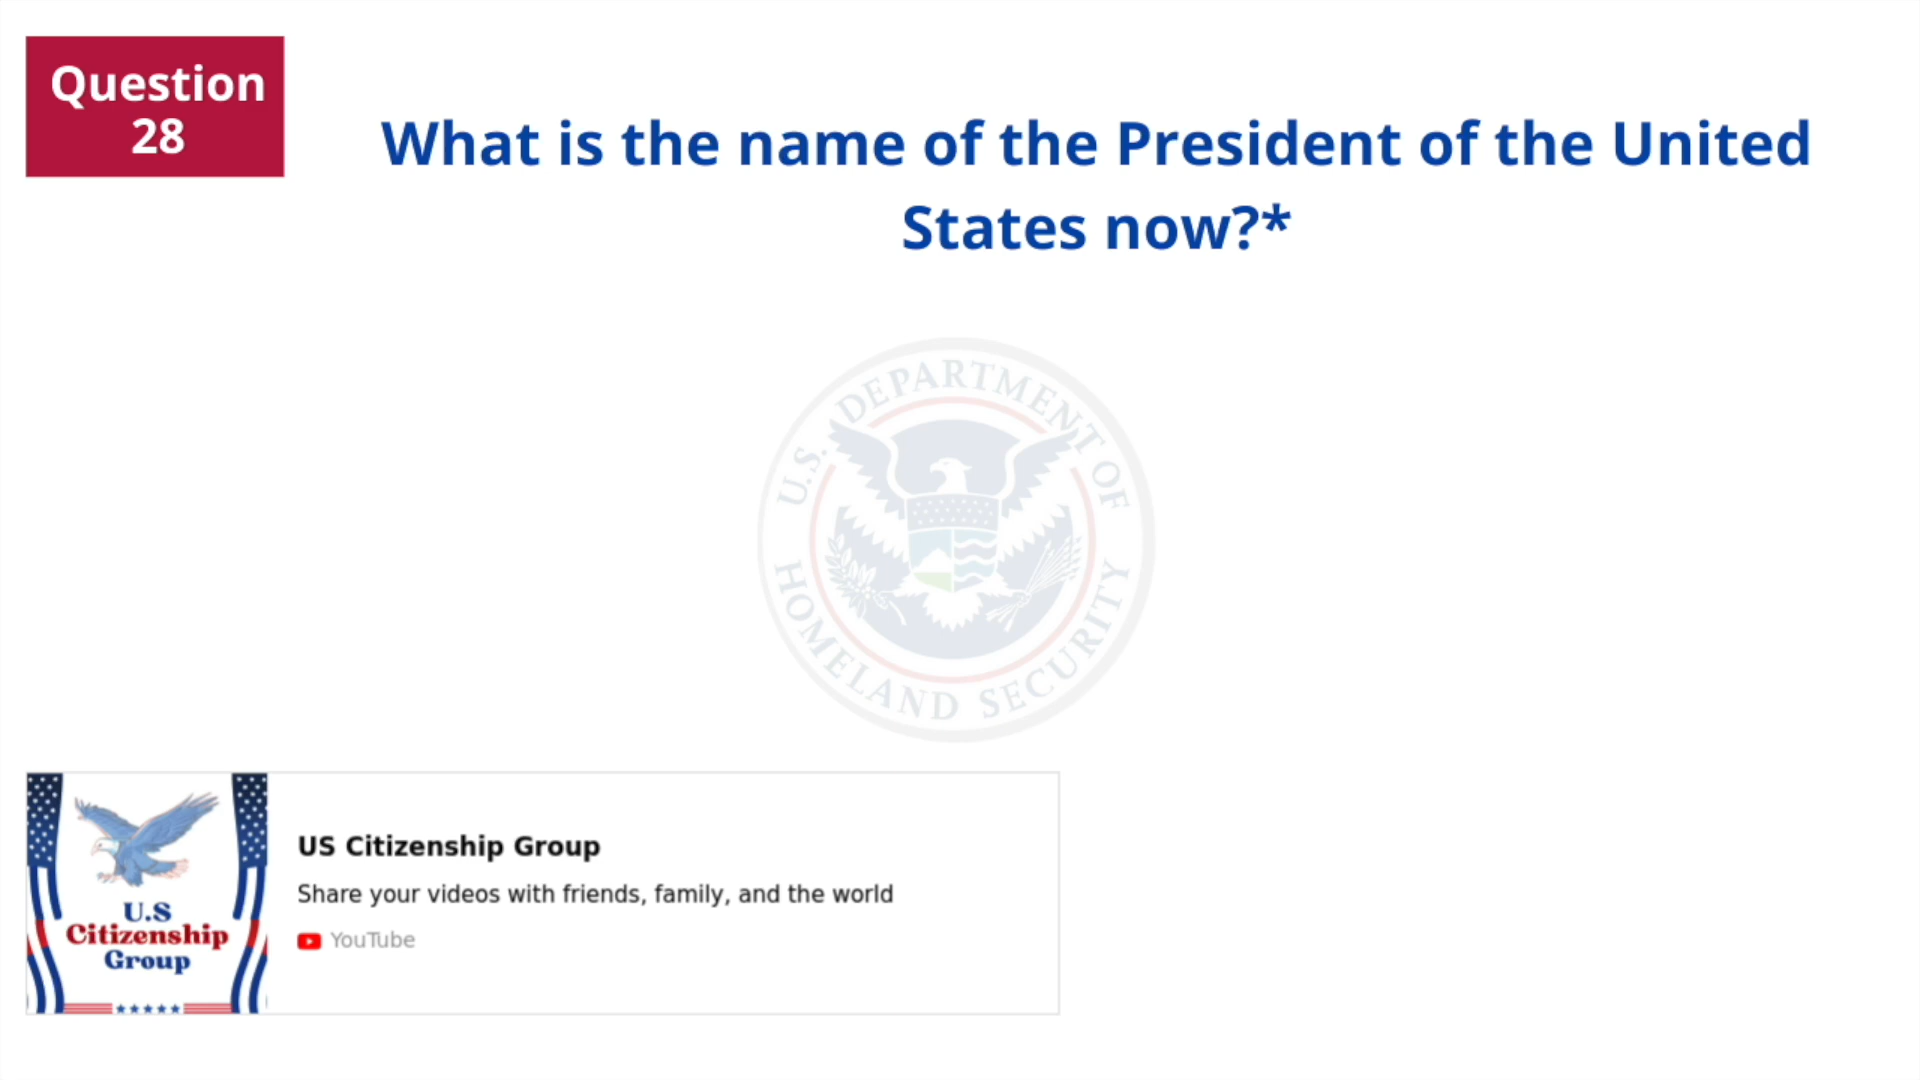 Question
28
What is the name of the President of the United
States now?*
U.S. DEPARTMENT OF
HOMELAND SECURITY
U.S
Citizenship
Group
US Citizenship Group
Share your videos with friends, family, and the world
YouTube